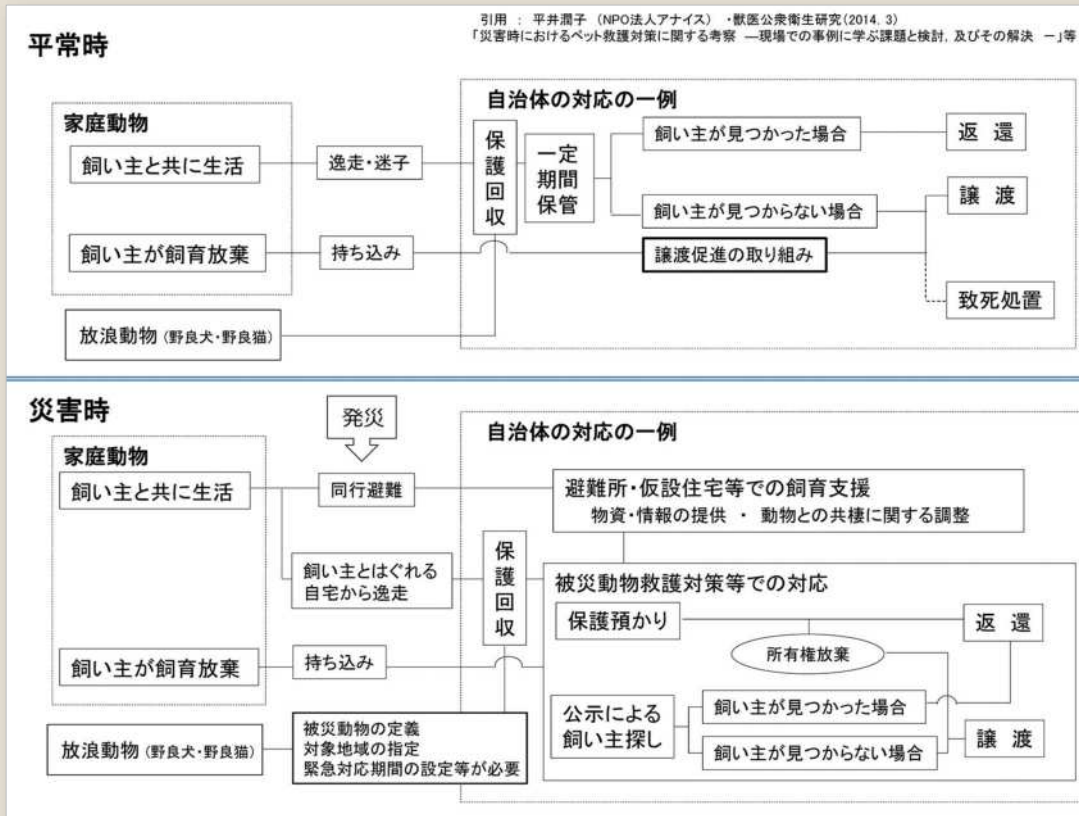 引用 ： 平井潤子 （NPO法人アナイス） ・獣医公衆衛生研究(2014. 3)
「災害時におけるペット救護対策に関する考察 ―現場での事例に学ぶ課題と検討, 及びその解決 ー」等
平常時
家庭動物
飼い主と共に生活
逸走・迷子
飼い主が飼育放棄
持ち込み
放浪動物 （野良犬・野良猫）
自治体の対応の一例
保護回収
一定
期間
保管
飼い主が見つかった場合
返 還
飼い主が見つからない場合
譲 渡
譲渡促進の取り組み
致死処置
災害時
発災
家庭動物
飼い主と共に生活
同行避難
飼い主とはぐれる
自宅から逸走
飼い主が飼育放棄
持ち込み
放浪動物 （野良犬・野良猫）
被災動物の定義
対象地域の指定
緊急対応期間の設定等が必要
自治体の対応の一例
保護回収
避難所・仮設住宅等での飼育支援
物資・情報の提供 ・ 動物との共棲に関する調整
被災動物救護対策等での対応
保護預かり
返 還
所有権放棄
公示による
飼い主探し
飼い主が見つかった場合
飼い主が見つからない場合
譲 渡